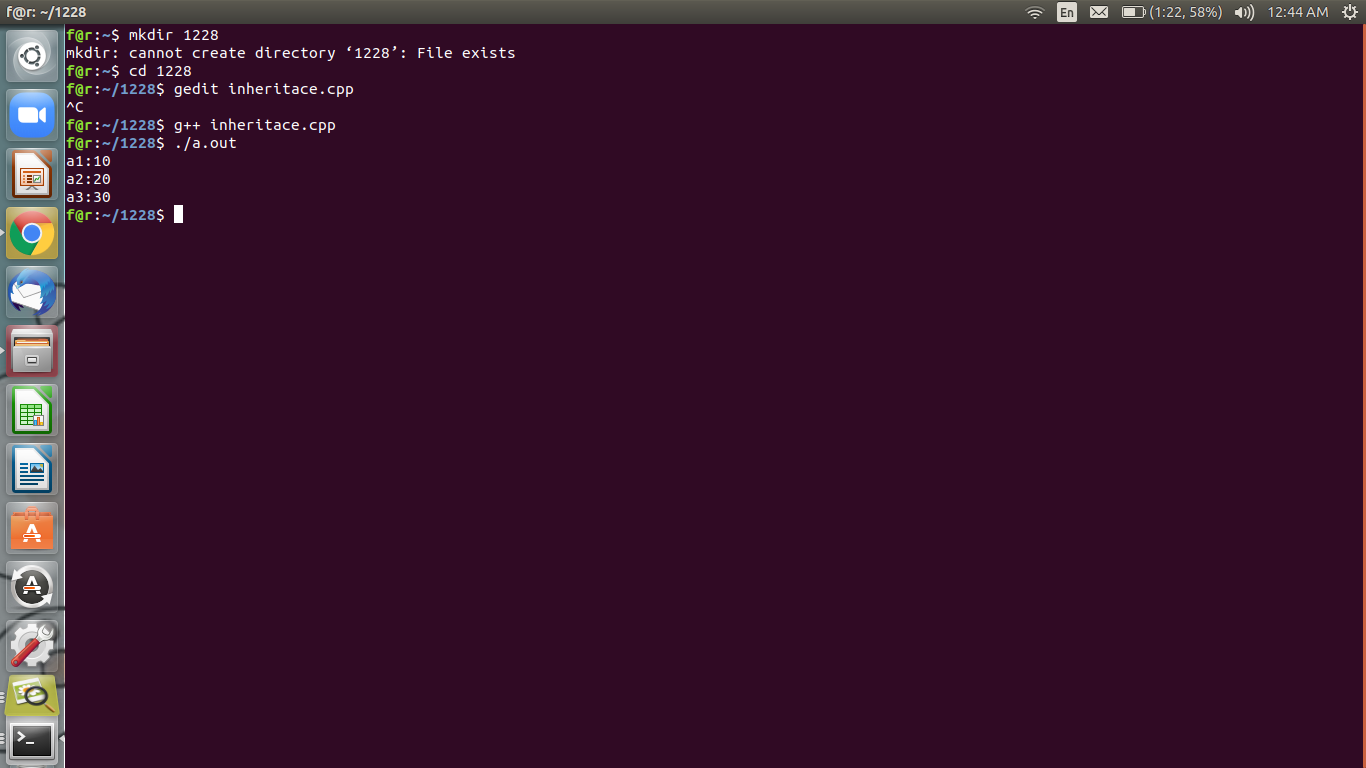 f@r: ~/1228
En
(1:22, 58%)
12:44 AM
f@r:~$ mkdir 1228
mkdir: cannot create directory ‘1228’: File exists
f@r:~$ cd 1228
f@r:~/1228$ gedit inheritace.cpp
^C
f@r:~/1228$ g++ inheritace.cpp
f@r:~/1228$ ./a.out
a1:10
a2:20
a3:30
f@r:~/1228$